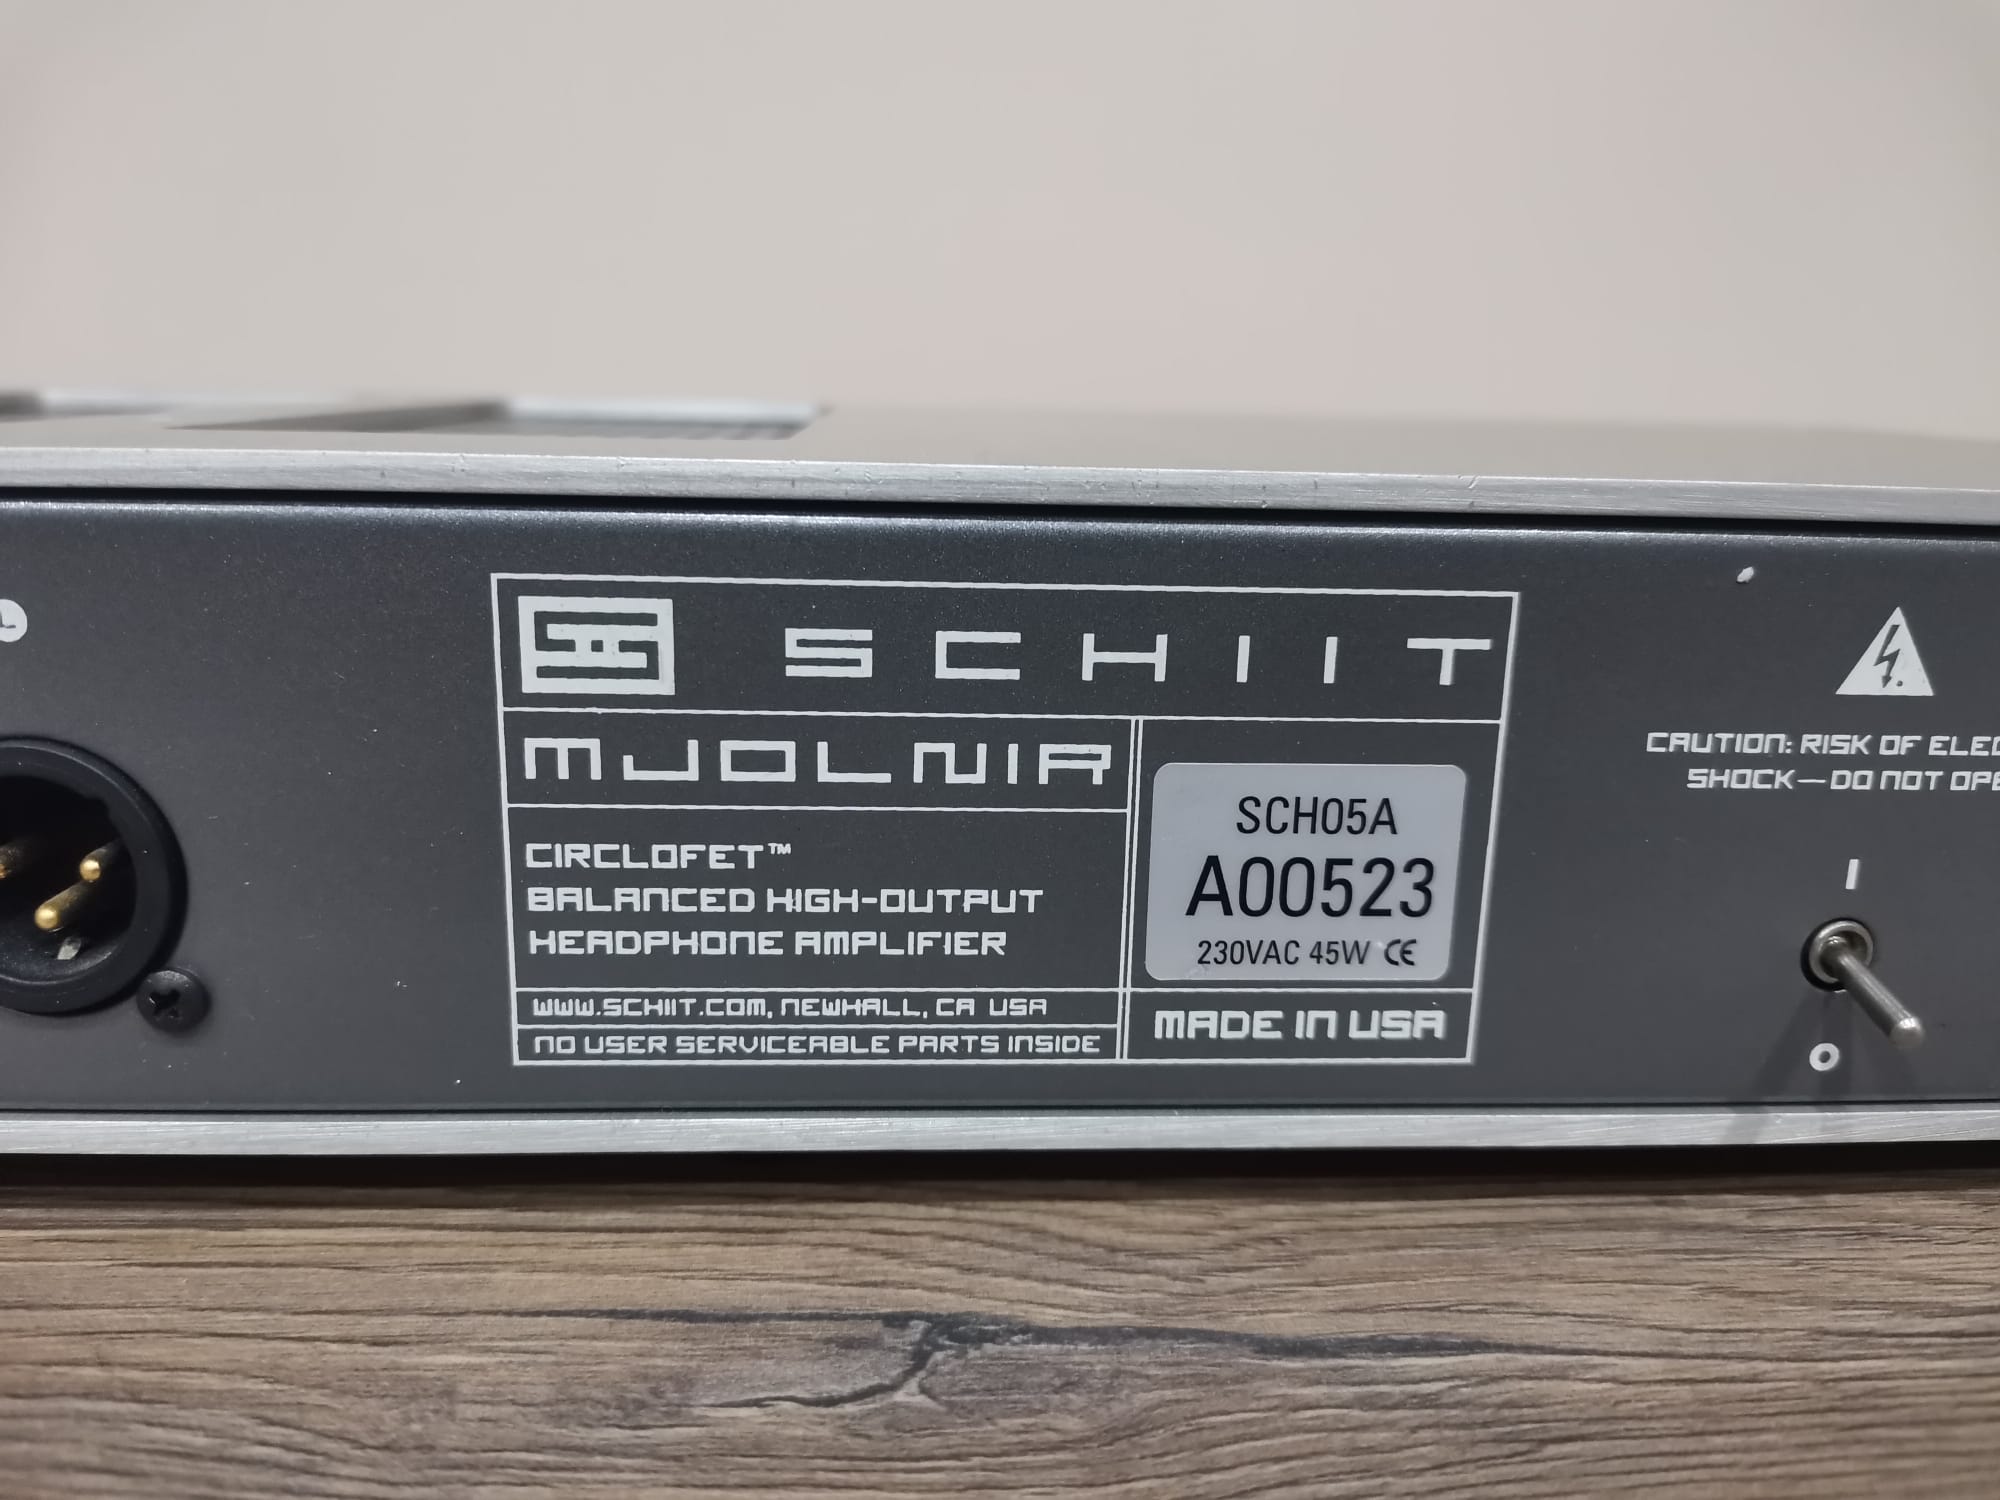 L
SCHIIT
MJOLNIR
CIRCLOFET™
BALANCED HIGH-OUTPUT
HEADPHONE AMPLIFIER
WWW.SCHIIT.COM, NEWHALL, CA USA
NO USER SERVICEABLE PARTS INSIDE
SCH05A
A00523
230VAC 45W CE
MADE IN USA
CAUTION: RISK OF ELEC
SHOCK—DO NOT OPE
I
O